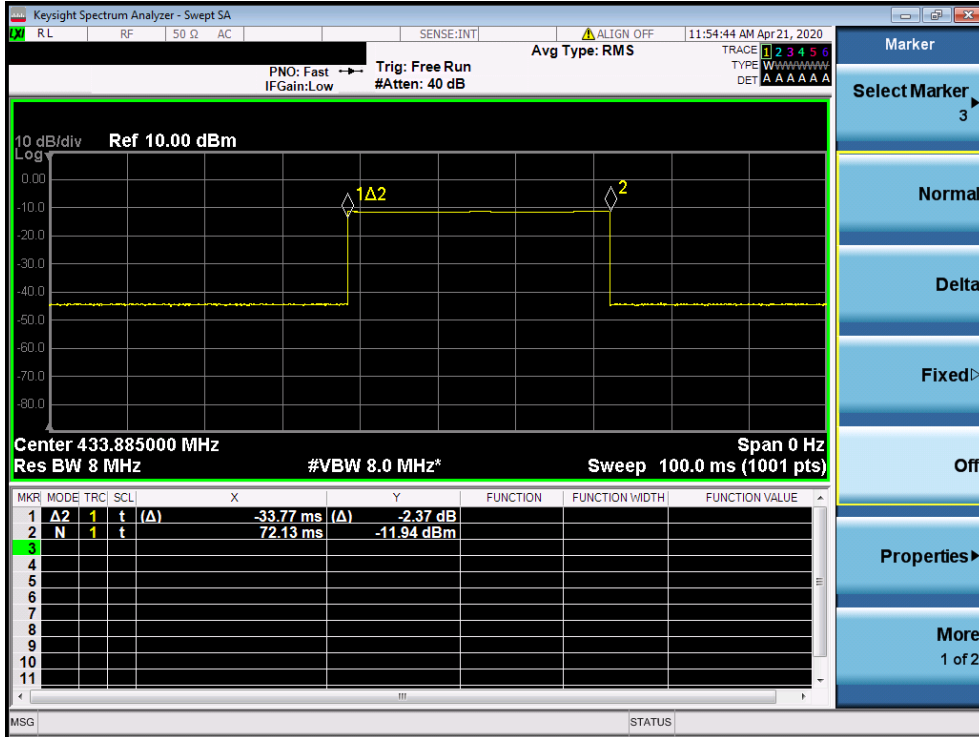 Keysight Spectrum Analyzer - Swept SA
LXI RL RF 50 Ω AC SENSE:INT ALIGN OFF 11:54:44 AM Apr 21, 2020
Avg Type: RMS TRACE 1 2 3 4 5 6
PNO: Fast Trig: Free Run TYPE WWWWWW
IFGain:Low #Atten: 40 dB DET A A A A A A
10 dB/div Ref 10.00 dBm
Log
0.00
-10.0
-20.0
-30.0
-40.0
-50.0
-60.0
-70.0
-80.0
1Δ2
2
Center 433.885000 MHz Span 0 Hz
Res BW 8 MHz #VBW 8.0 MHz* Sweep 100.0 ms (1001 pts)
MKR MODE TRC SCL X Y FUNCTION FUNCTION WIDTH FUNCTION VALUE
1 Δ2 1 t (Δ) -33.77 ms (Δ) -2.37 dB
2 N 1 t 72.13 ms -11.94 dBm
3
4
5
6
7
8
9
10
11
MSG STATUS
Marker
Select Marker
3
Normal
Delta
Fixed
Off
Properties
More
1 of 2